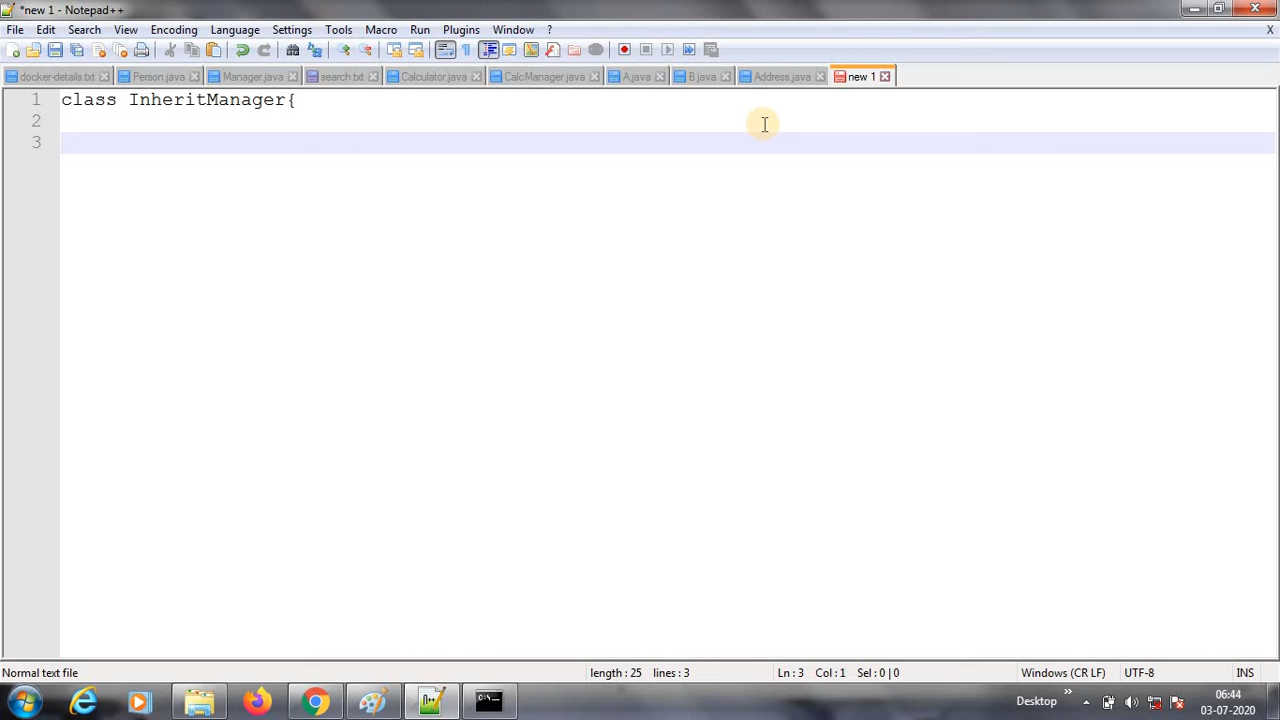 *new 1 - Notepad++
File Edit Search View Encoding Language Settings Tools Macro Run Plugins Window ? X
docker-details.txt Person.java Manager.java search.txt Calculator.java CalcManager.java A.java B.java Address.java new 1
1 class InheritManager{
2
3
Normal text file length : 25 lines : 3 Ln : 3 Col : 1 Sel : 0 | 0 Windows (CR LF) UTF-8 INS
Desktop » 06:44
03-07-2020